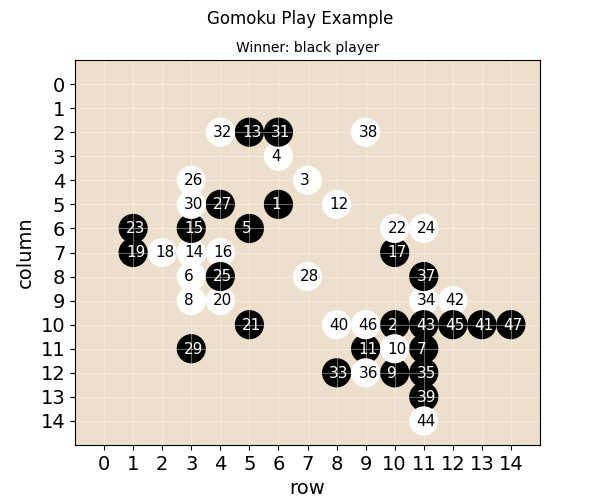 Gomoku Play Example
Winner: black player
0
1
2 32 13 31 38
3 4
4 26 3
5 30 27 1 12
6 23 15 5 22 24
7 19 2 18 14 16 17
8 6 25 28 37
9 8 20 34 42
10 21 40 46 2 43 45 41 47
11 29 11 10 7
12 33 36 9 35
13 39
14 44
column
0 1 2 3 4 5 6 7 8 9 10 11 12 13 14
row